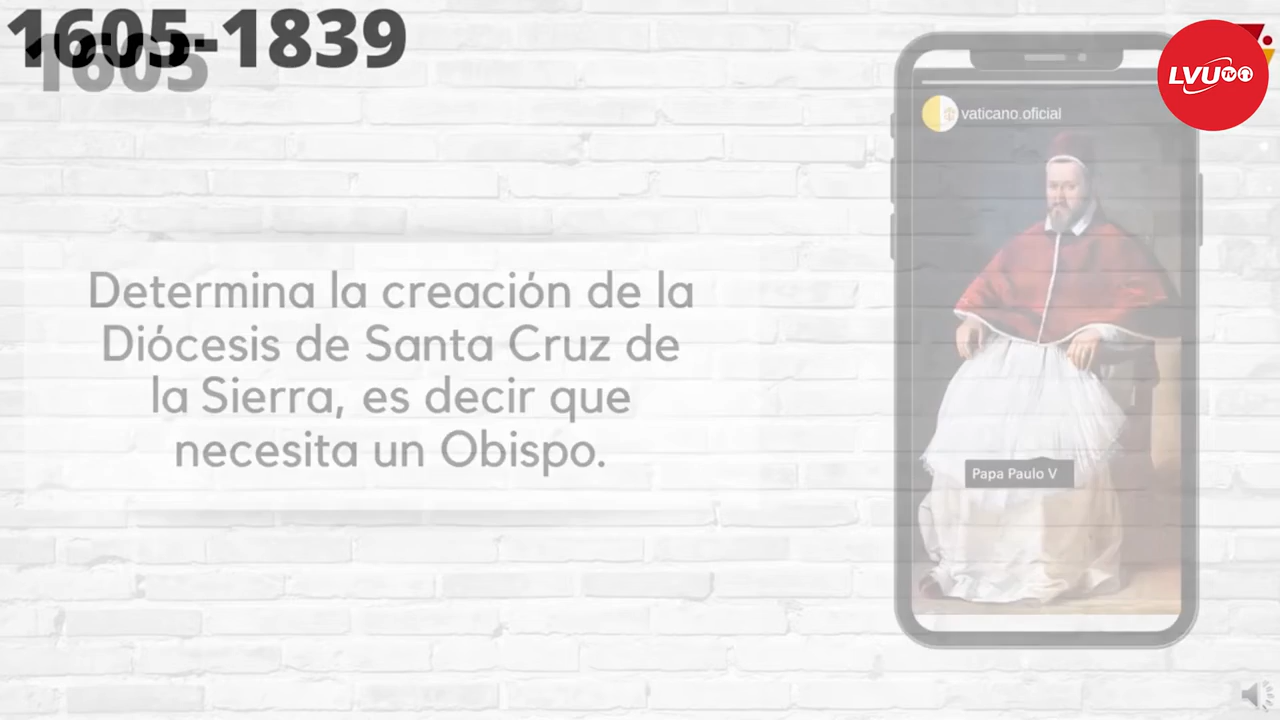 1605-1839
1605
LVU TV
vaticano.oficial
Determina la creación de la
Diócesis de Santa Cruz de
la Sierra, es decir que
necesita un Obispo.
Papa Paulo V